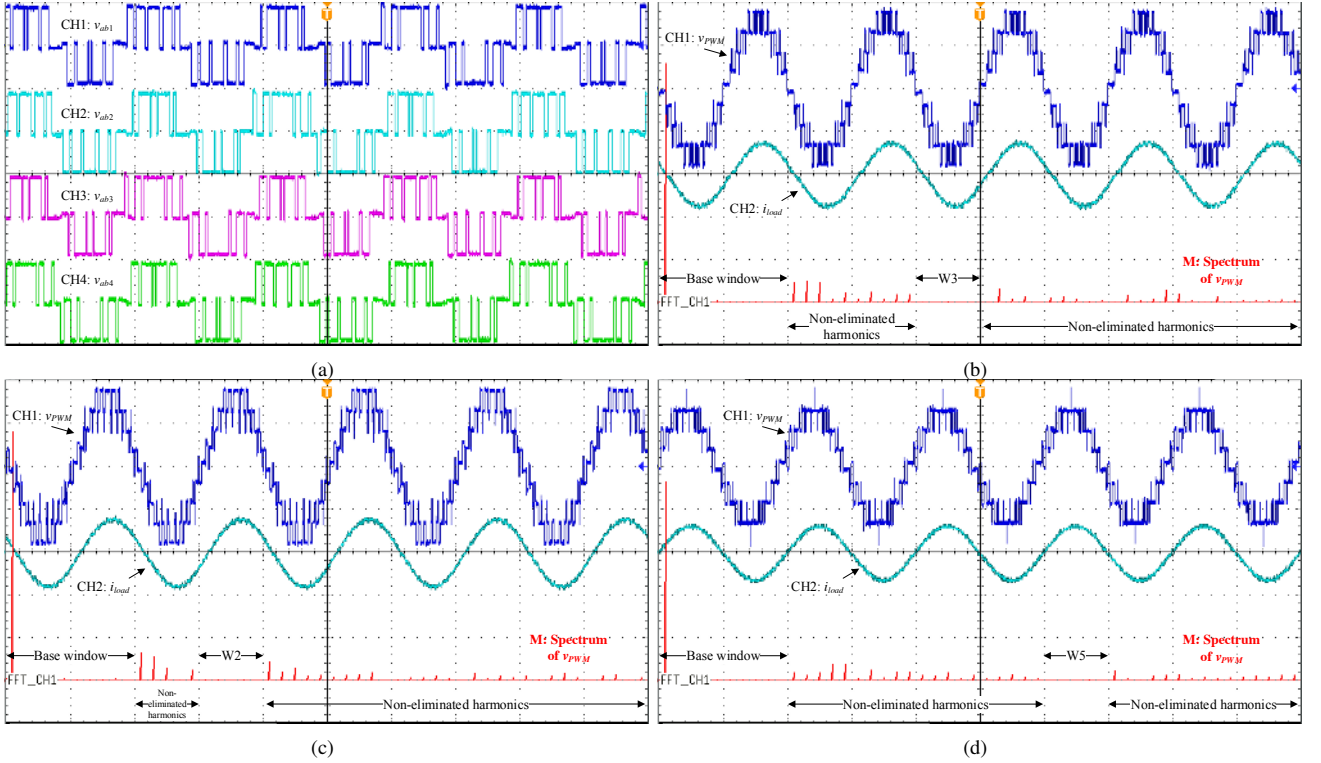 T
CH1: vab1
CH2: vab2
CH3: vab3
CH4: vab4
(a)
T
CH1: vPWM
CH2: iload
M: Spectrum
of vPWM
Base window
W3
FFT_CH1
Non-eliminated
harmonics
Non-eliminated harmonics
(b)
T
CH1: vPWM
CH2: iload
M: Spectrum
of vPWM
Base window
W2
FFT_CH1
Non-
eliminated
harmonics
Non-eliminated harmonics
(c)
T
CH1: vPWM
CH2: iload
M: Spectrum
of vPWM
Base window
W5
FFT_CH1
Non-eliminated harmonics
Non-eliminated harmonics
(d)